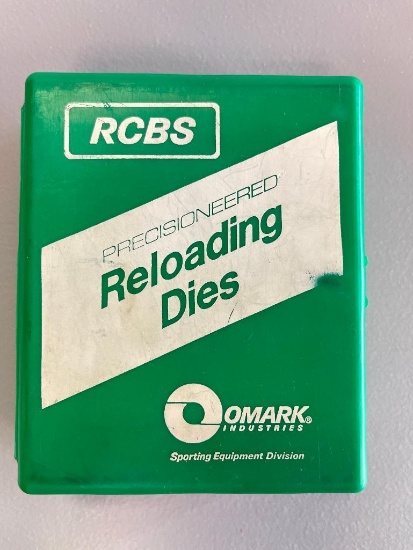 RCBS
PRECISIONEERED
Reloading
Dies
OMARK®
INDUSTRIES
Sporting Equipment Division